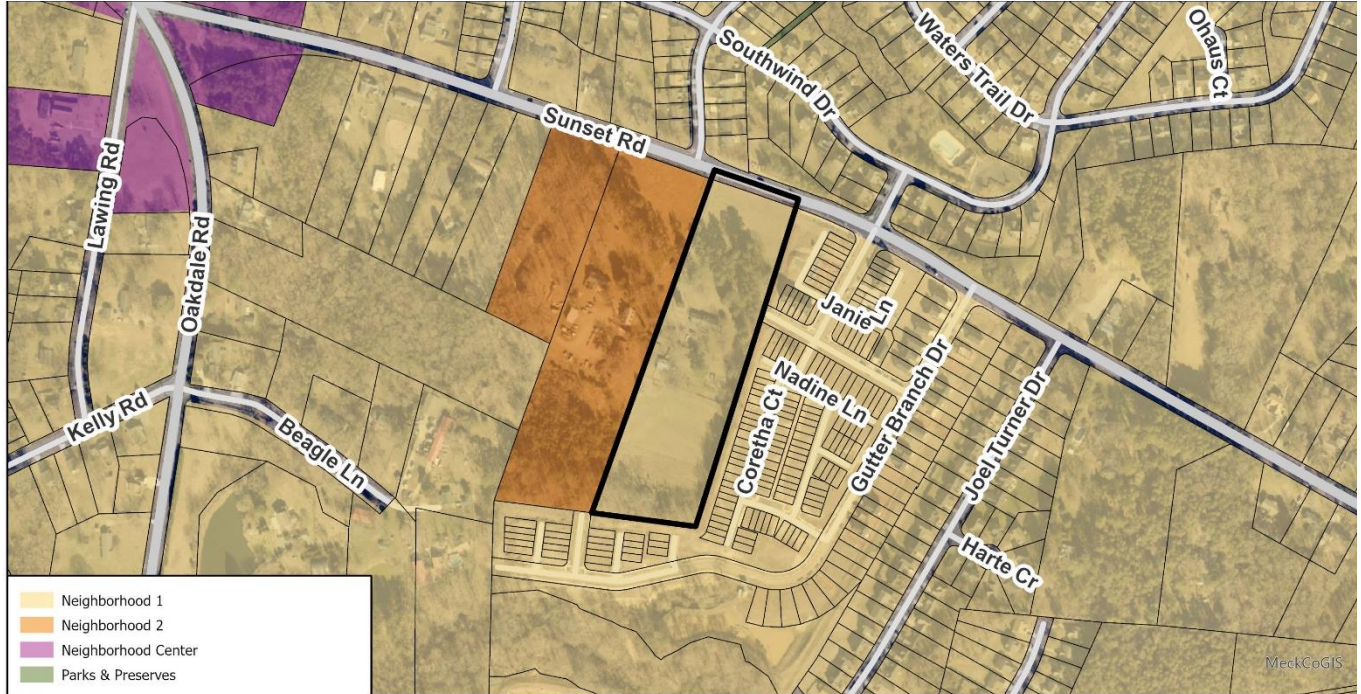 Ohaus Ct
Waters Trail Dr
Southwind Dr
Sunset Rd
Lawing Rd
Oakdale Rd
Janie Ln
Nadine Ln
Gutter Branch Dr
Coretha Ct
Joel Turner Dr
Kelly Rd
Beagle Ln
Harte Cr
Neighborhood 1
Neighborhood 2
Neighborhood Center
Parks & Preserves
MeckCoGIS